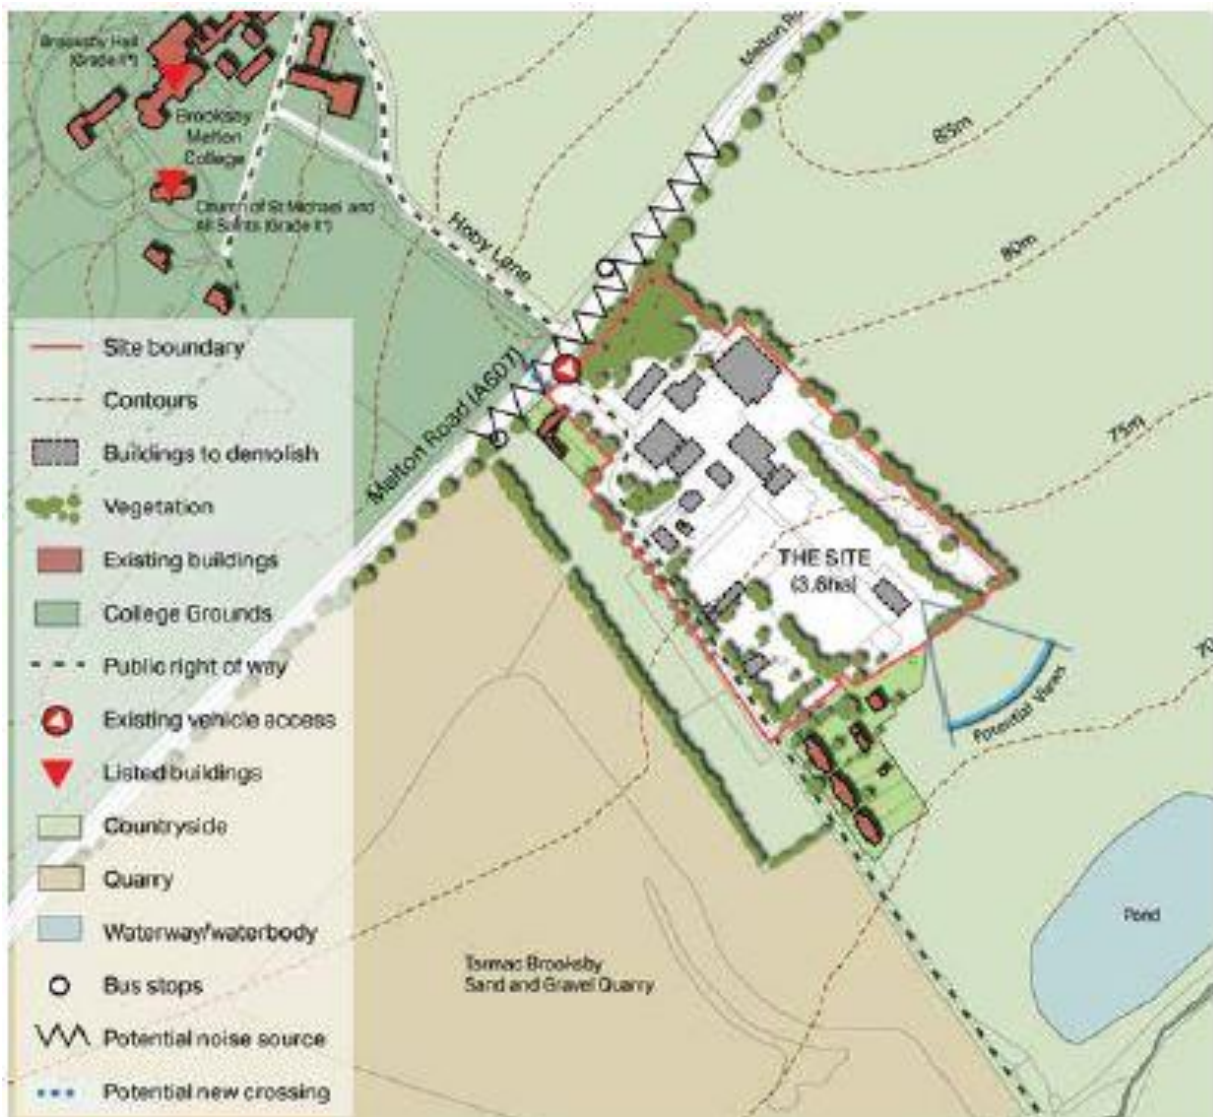 Melton Ro
Brooksby Hall
(Grade II*)
Brooksby
Melton
College
Church of St Michael and
All Saints (Grade II*)
Hoby Lane
Melton Road (A607)
85m
80m
75m
70
THE SITE
(3.6ha)
Potential Views
Pond
Tarmac Brooksby
Sand and Gravel Quarry
Site boundary
Contours
Buildings to demolish
Vegetation
Existing buildings
College Grounds
Public right of way
Existing vehicle access
Listed buildings
Countryside
Quarry
Waterway/waterbody
Bus stops
Potential noise source
Potential new crossing